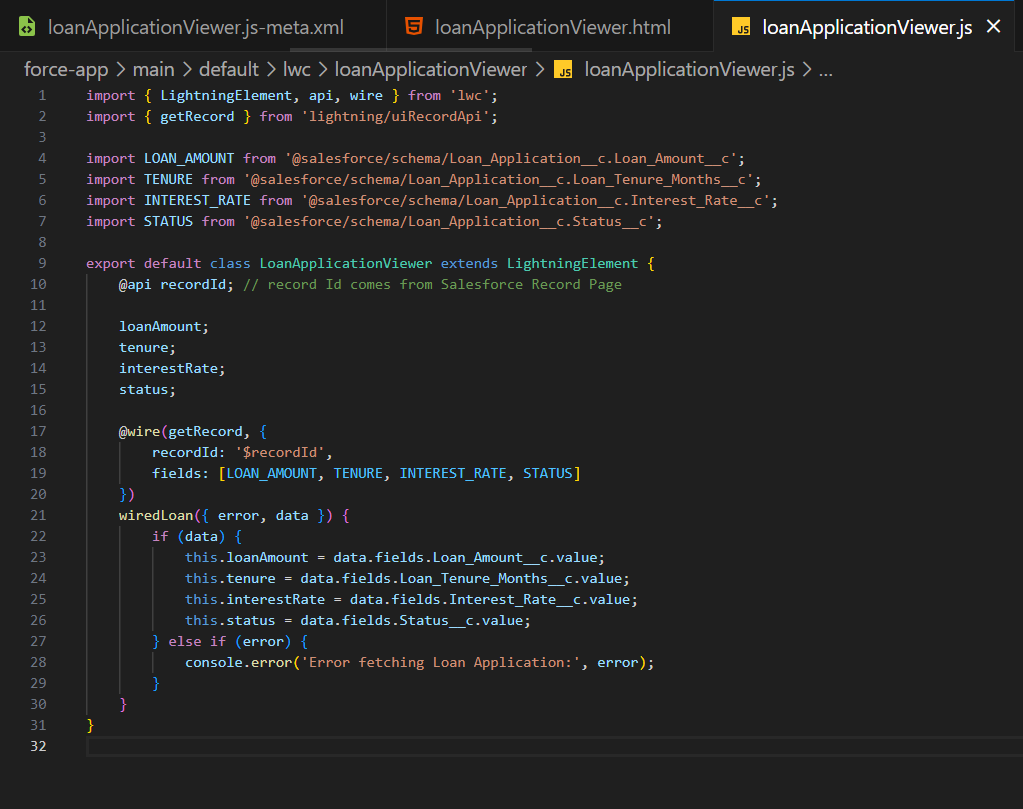 loanApplicationViewer.js-meta.xml loanApplicationViewer.html JS loanApplicationViewer.js ×
force-app > main > default > lwc > loanApplicationViewer > JS loanApplicationViewer.js > ...
1 import { LightningElement, api, wire } from 'lwc';
2 import { getRecord } from 'lightning/uiRecordApi';
3
4 import LOAN_AMOUNT from '@salesforce/schema/Loan_Application__c.Loan_Amount__c';
5 import TENURE from '@salesforce/schema/Loan_Application__c.Loan_Tenure_Months__c';
6 import INTEREST_RATE from '@salesforce/schema/Loan_Application__c.Interest_Rate__c';
7 import STATUS from '@salesforce/schema/Loan_Application__c.Status__c';
8
9 export default class LoanApplicationViewer extends LightningElement {
10     @api recordId; // record Id comes from Salesforce Record Page
11
12     loanAmount;
13     tenure;
14     interestRate;
15     status;
16
17     @wire(getRecord, {
18         recordId: '$recordId',
19         fields: [LOAN_AMOUNT, TENURE, INTEREST_RATE, STATUS]
20     })
21     wiredLoan({ error, data }) {
22         if (data) {
23             this.loanAmount = data.fields.Loan_Amount__c.value;
24             this.tenure = data.fields.Loan_Tenure_Months__c.value;
25             this.interestRate = data.fields.Interest_Rate__c.value;
26             this.status = data.fields.Status__c.value;
27         } else if (error) {
28             console.error('Error fetching Loan Application:', error);
29         }
30     }
31 }
32